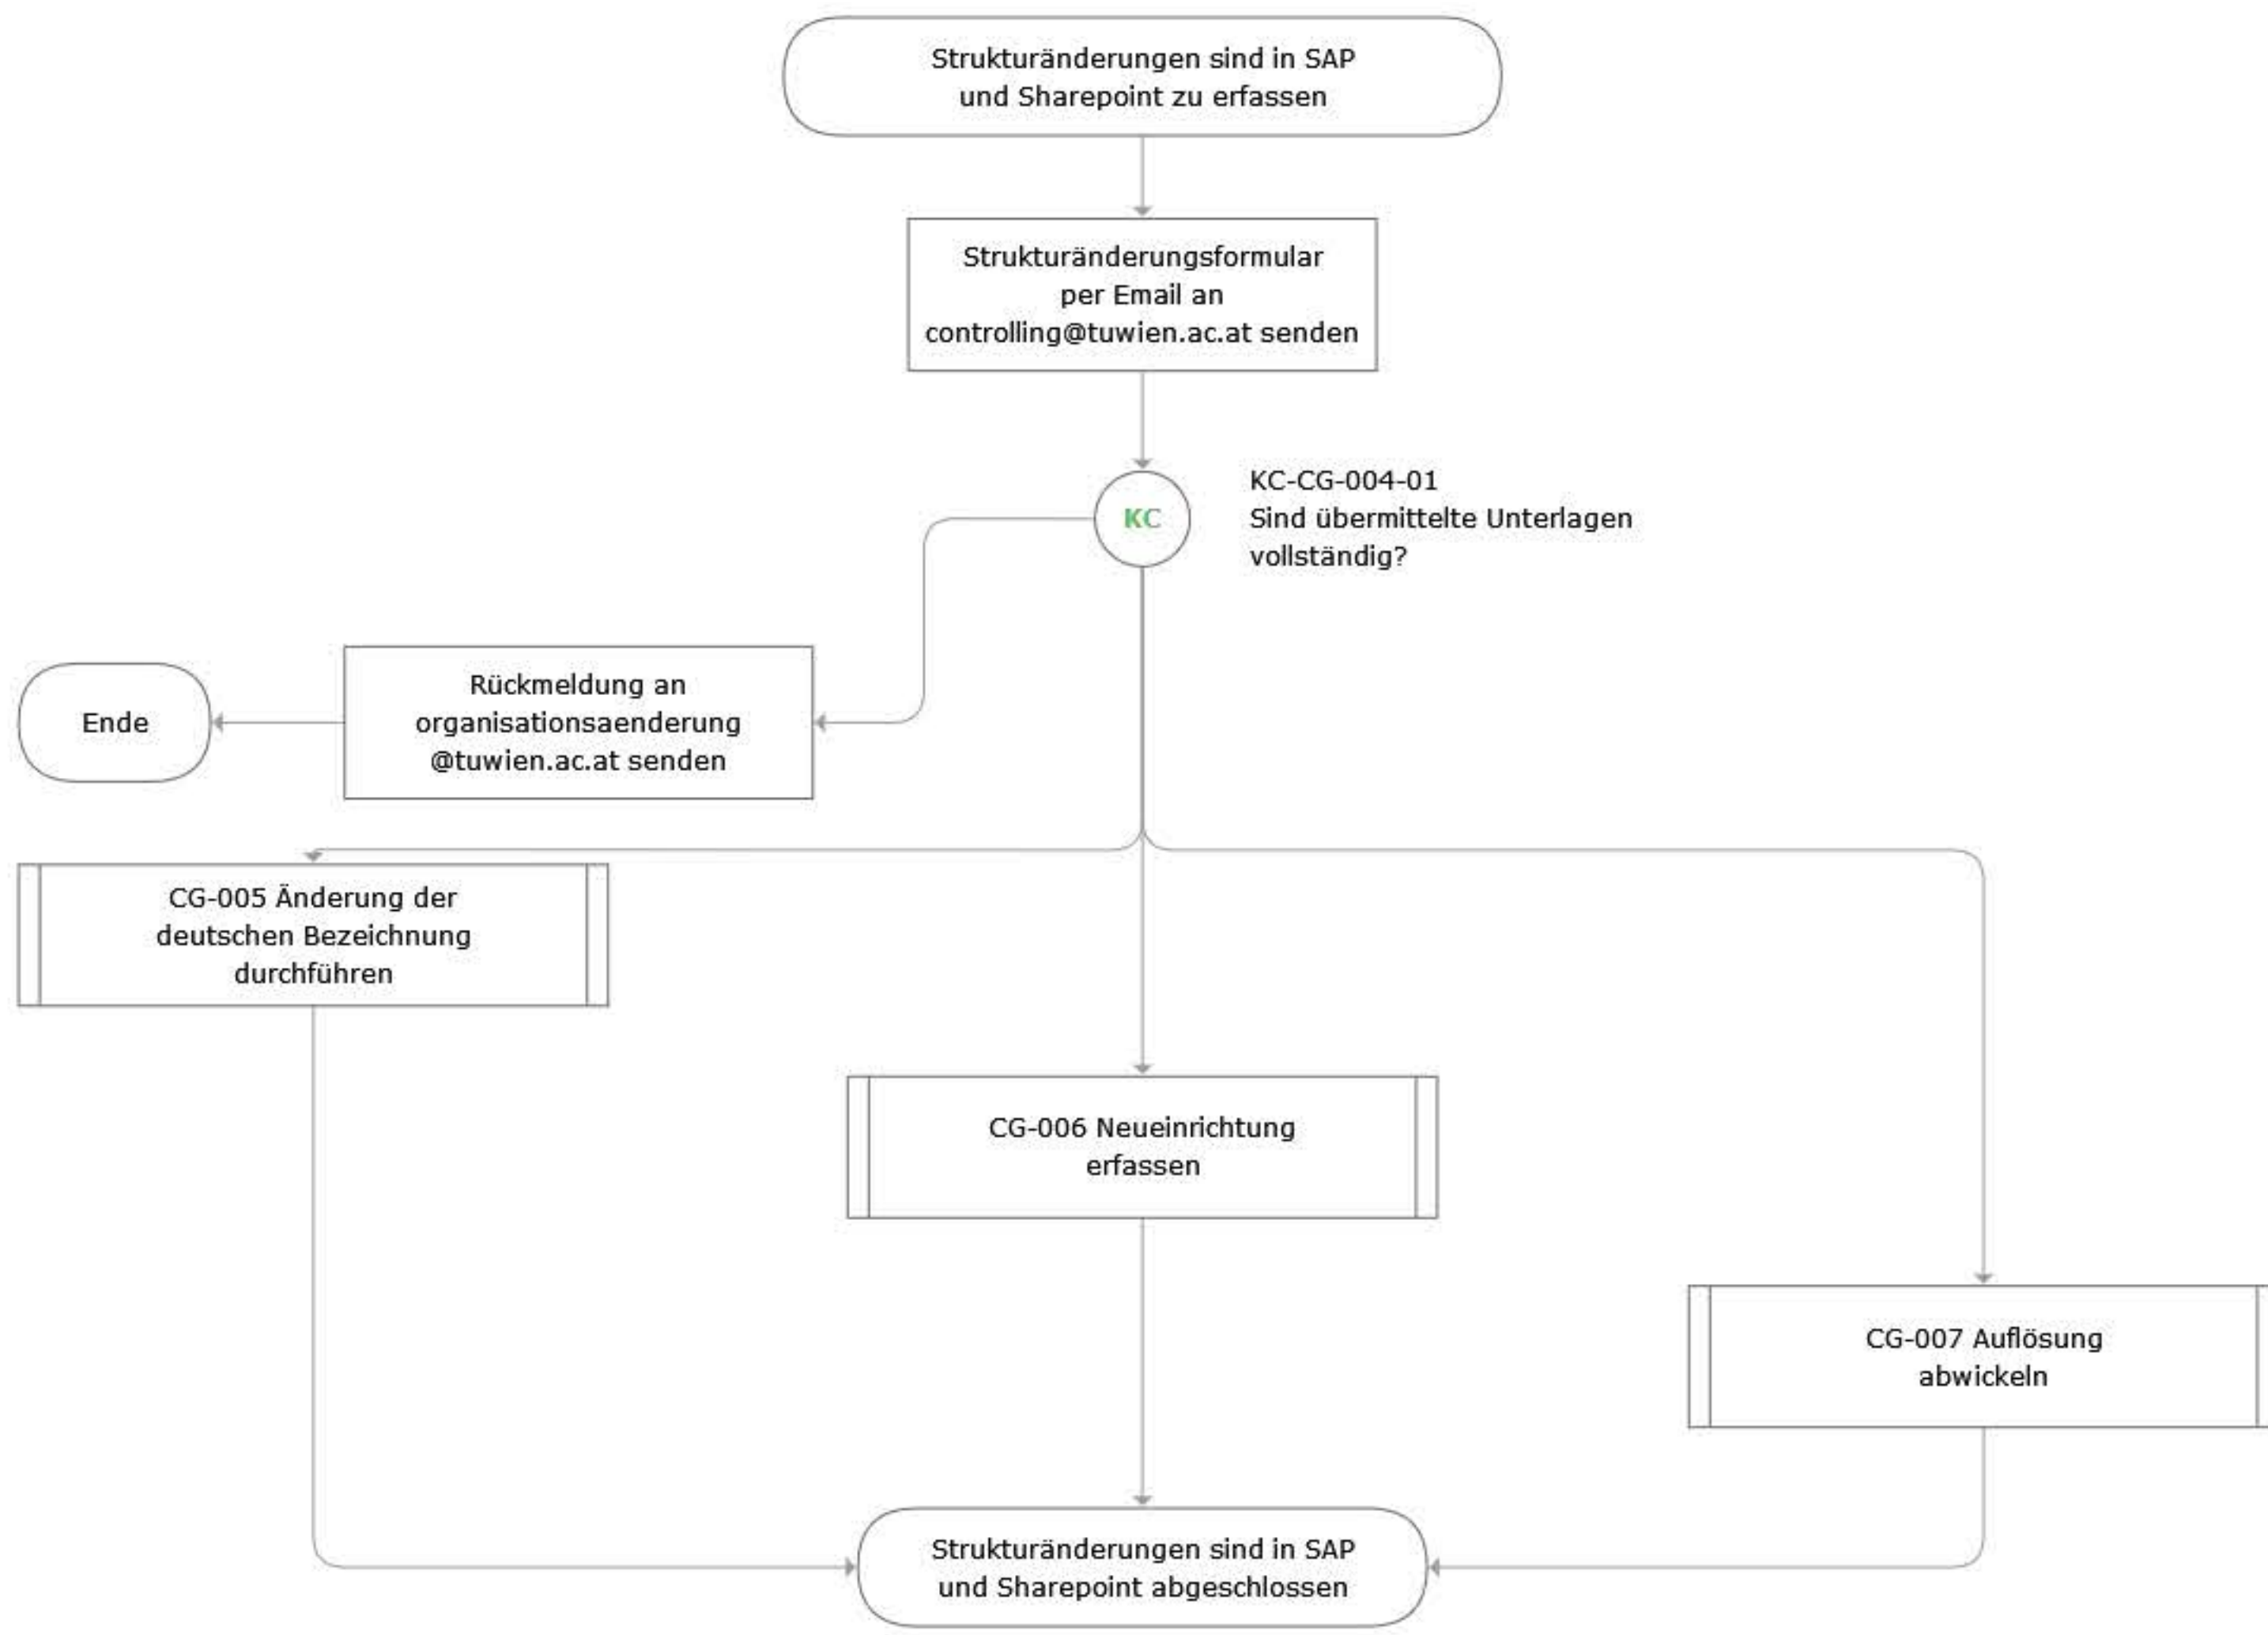 Strukturänderungen sind in SAP
und Sharepoint zu erfassen
Strukturänderungsformular
per Email an
controlling@tuwien.ac.at senden
KC
KC-CG-004-01
Sind übermittelte Unterlagen
vollständig?
Rückmeldung an
organisationsaenderung
@tuwien.ac.at senden
Ende
CG-005 Änderung der
deutschen Bezeichnung
durchführen
CG-006 Neueinrichtung
erfassen
CG-007 Auflösung
abwickeln
Strukturänderungen sind in SAP
und Sharepoint abgeschlossen